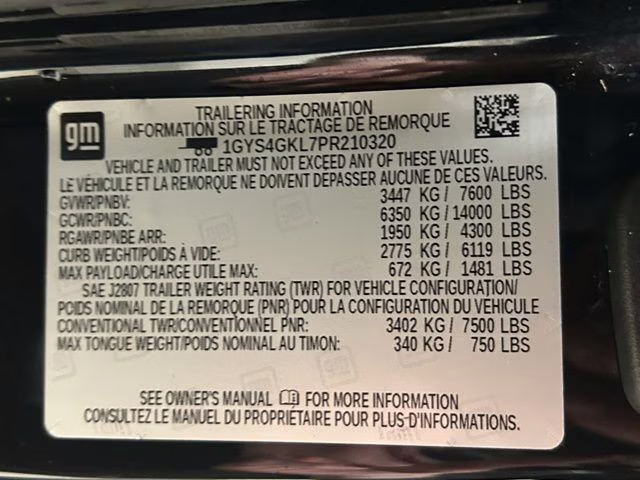 gm
TRAILERING INFORMATION
INFORMATION SUR LE TRACTAGE DE REMORQUE
1GYS4GKL7PR210320
VEHICLE AND TRAILER MUST NOT EXCEED ANY OF THESE VALUES.
LE VÉHICULE ET LA REMORQUE NE DOIVENT DÉPASSER AUCUNE DE CES VALEURS.
GVWR/PNBV: 3447 KG / 7600 LBS
GCWR/PNBC: 6350 KG / 14000 LBS
RGAWR/PNBE ARR: 1950 KG / 4300 LBS
CURB WEIGHT/POIDS À VIDE: 2775 KG / 6119 LBS
MAX PAYLOAD/CHARGE UTILE MAX: 672 KG / 1481 LBS
SAE J2807 TRAILER WEIGHT RATING (TWR) FOR VEHICLE CONFIGURATION/
POIDS NOMINAL DE LA REMORQUE (PNR) POUR LA CONFIGURATION DU VÉHICULE
CONVENTIONAL TWR/CONVENTIONNEL PNR: 3402 KG / 7500 LBS
MAX TONGUE WEIGHT/POIDS NOMINAL AU TIMON: 340 KG / 750 LBS
SEE OWNER'S MANUAL FOR MORE INFORMATION
CONSULTEZ LE MANUEL DU PROPRIÉTAIRE POUR PLUS D'INFORMATIONS.